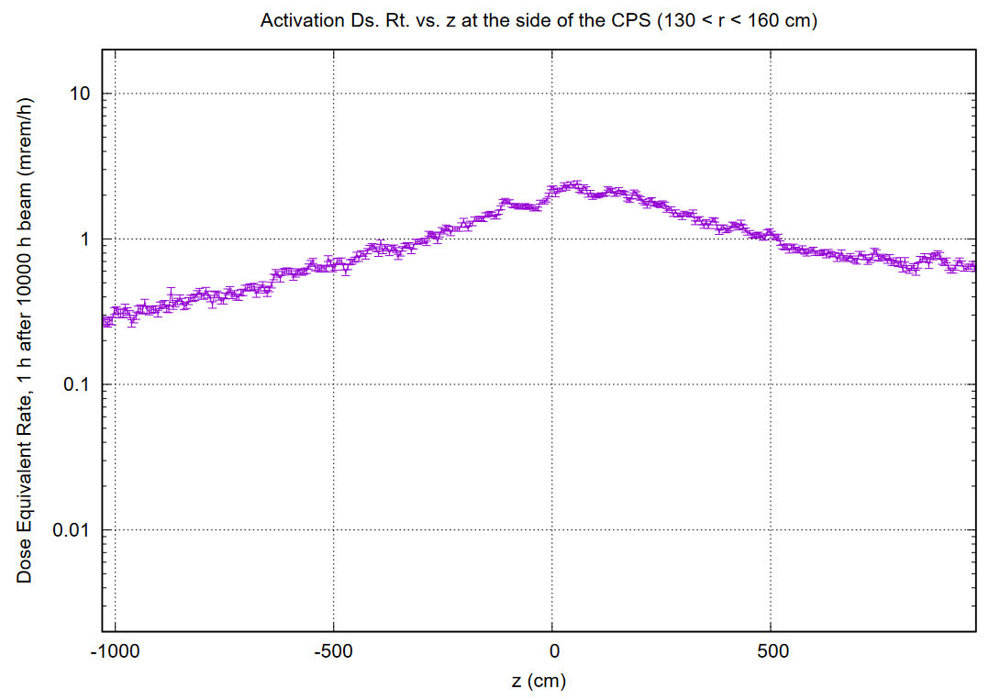 Activation Ds. Rt. vs. z at the side of the CPS (130 < r < 160 cm)
Dose Equivalent Rate, 1 h after 10000 h beam (mrem/h)
10
1
0.1
0.01
-1000 -500 0 500
z (cm)